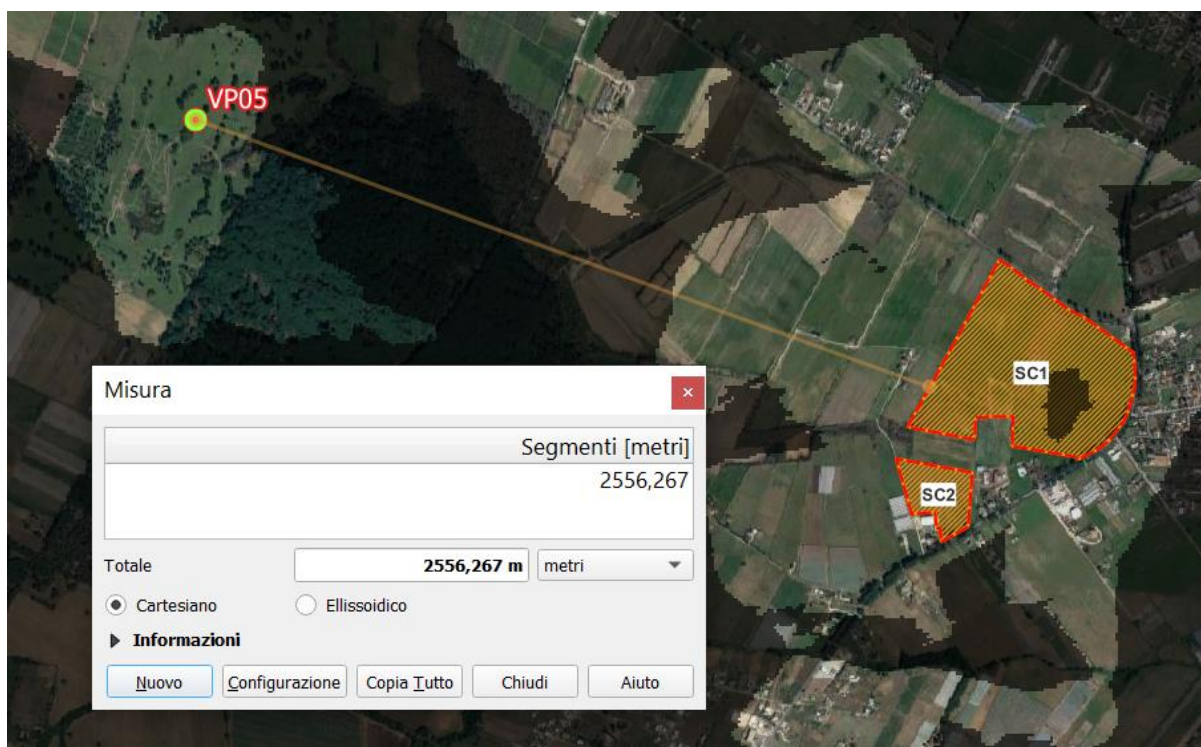 VP05
SC1
SC2
Misura
Segmenti [metri]
2556,267
Totale 2556,267 m metri
Cartesiano Ellissoidico
Informazioni
Nuovo Configurazione Copia Tutto Chiudi Aiuto